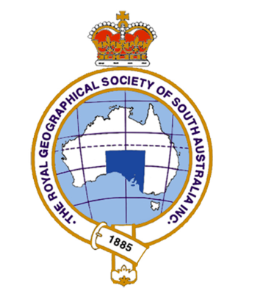 ·THE ROYAL GEOGRAPHICAL SOCIETY OF SOUTH AUSTRALIA INC·
1885